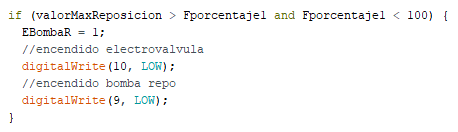 if (valorMaxReposicion > Fporcentaje1 and Fporcentaje1 < 100) {
  EBombaR = 1;
  //encendido electrovalvula
  digitalWrite(10, LOW);
  //encendido bomba repo
  digitalWrite(9, LOW);
}